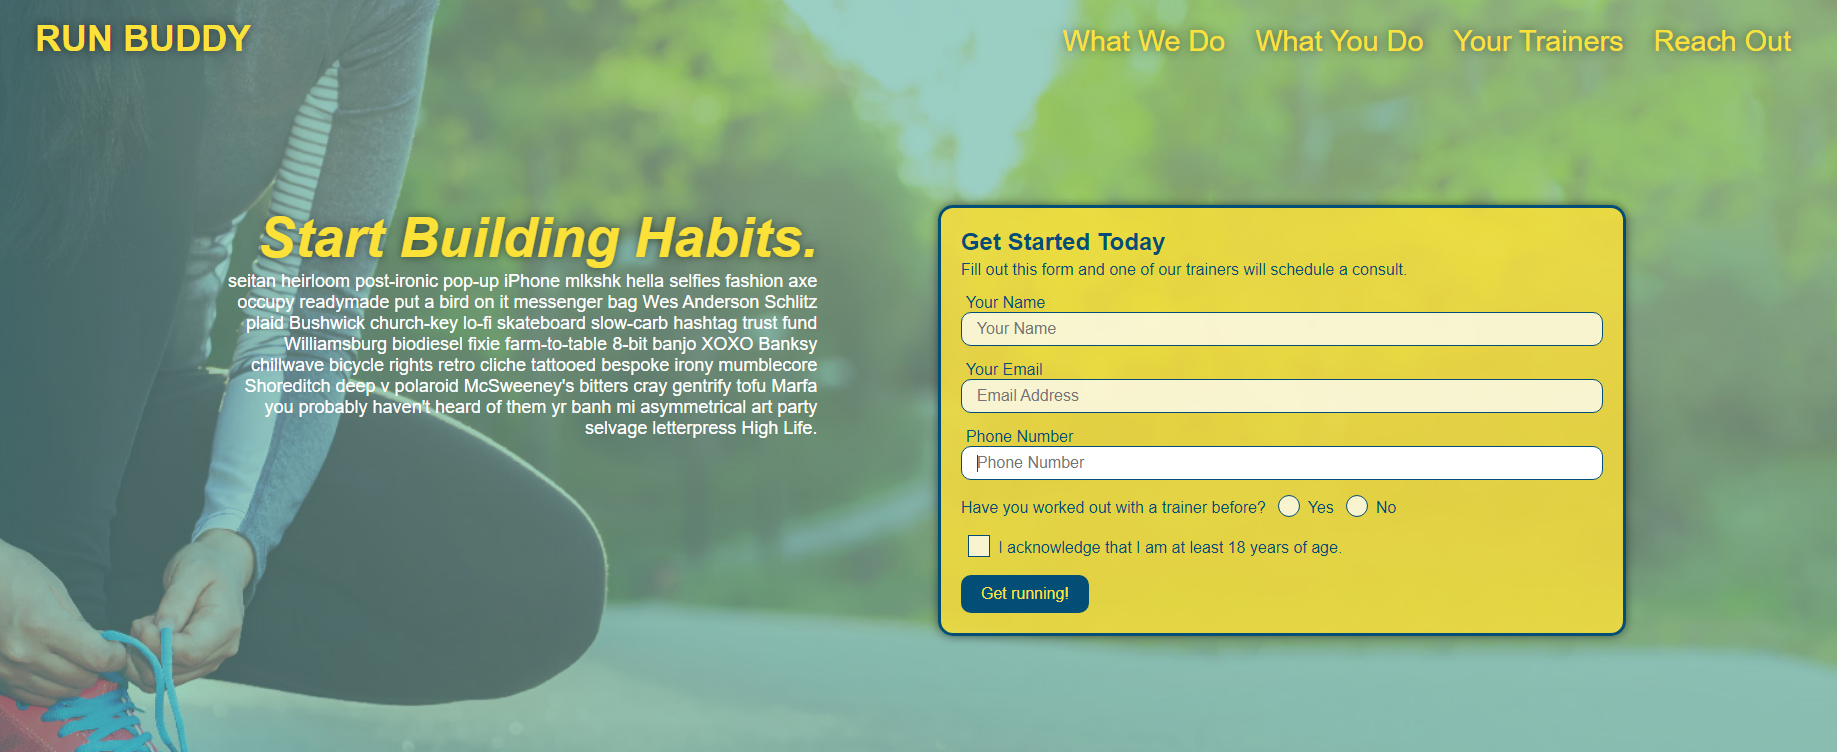 RUN BUDDY
What We Do What You Do Your Trainers Reach Out
Start Building Habits.
seitan heirloom post-ironic pop-up iPhone mlkshk hella selfies fashion axe
occupy readymade put a bird on it messenger bag Wes Anderson Schlitz
plaid Bushwick church-key lo-fi skateboard slow-carb hashtag trust fund
Williamsburg biodiesel fixie farm-to-table 8-bit banjo XOXO Banksy
chillwave bicycle rights retro cliche tattooed bespoke irony mumblecore
Shoreditch deep v polaroid McSweeney's bitters cray gentrify tofu Marfa
you probably haven't heard of them yr banh mi asymmetrical art party
selvage letterpress High Life.
Get Started Today
Fill out this form and one of our trainers will schedule a consult.
Your Name
Your Name
Your Email
Email Address
Phone Number
Phone Number
Have you worked out with a trainer before? Yes No
I acknowledge that I am at least 18 years of age.
Get running!